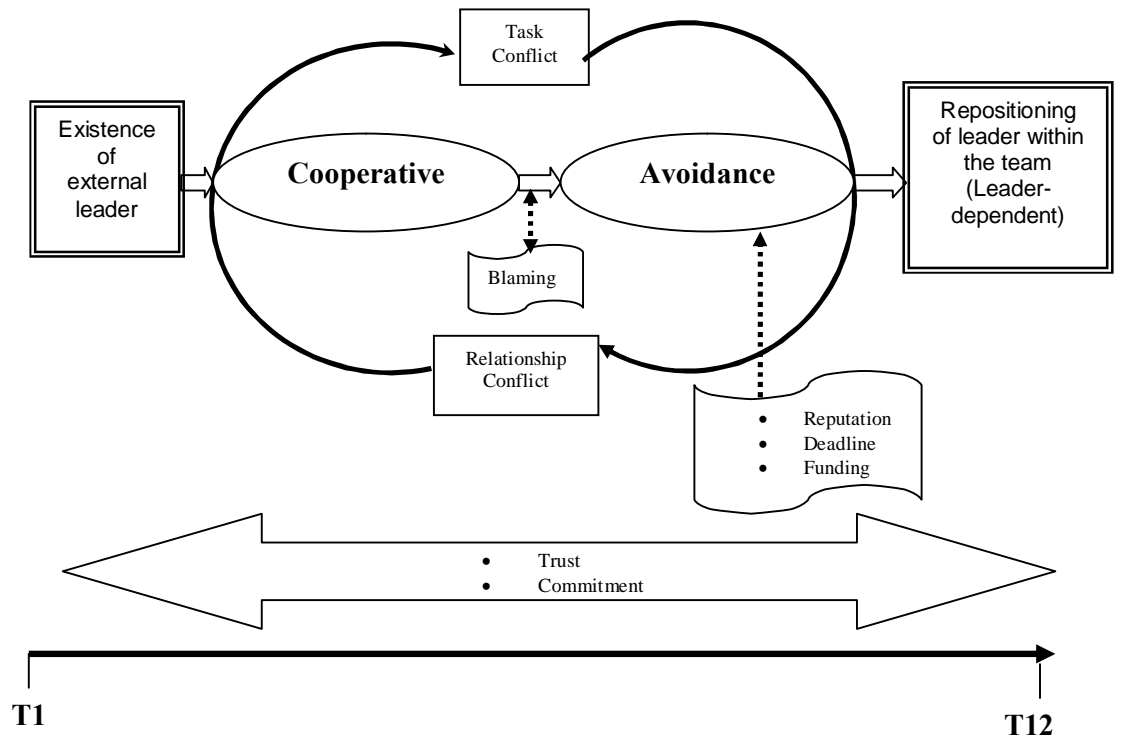 Task
Conflict
Existence
of
external
leader
Cooperative
Avoidance
Repositioning
of leader within
the team
(Leader-
dependent)
Blaming
Relationship
Conflict
• Reputation
• Deadline
• Funding
• Trust
• Commitment
T1
T12